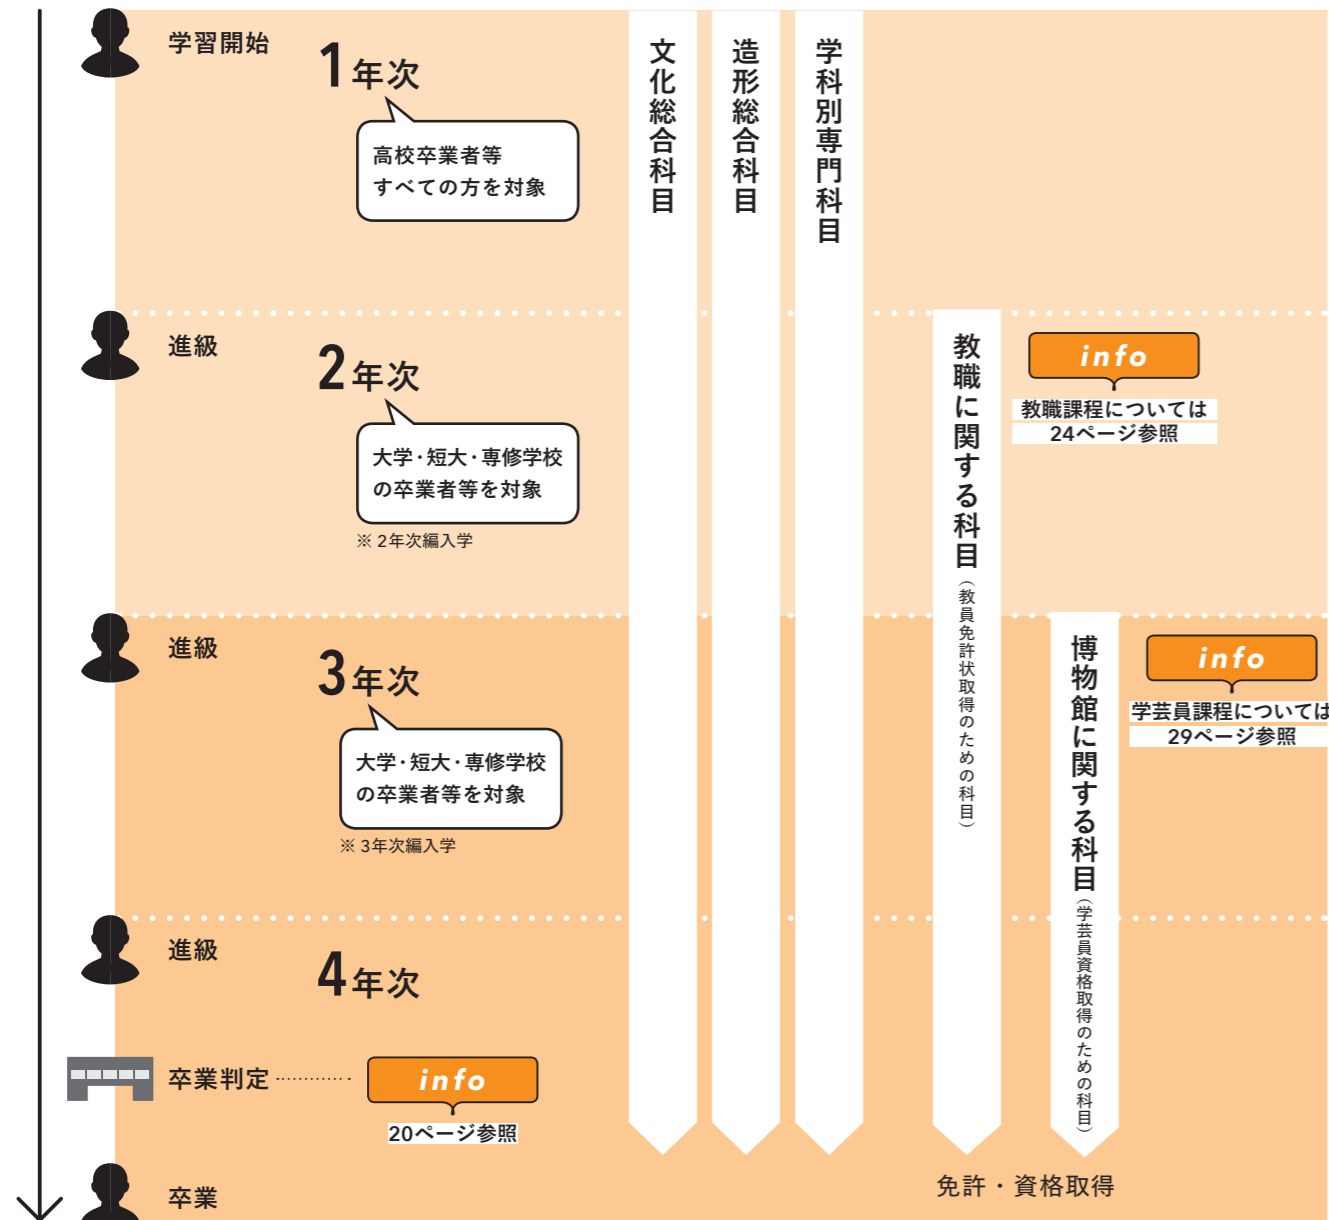 学習開始
1年次
高校卒業者等
すべての方を対象
文化総合科目
造形総合科目
学科別専門科目
進級
2年次
大学・短大・専修学校
の卒業者等を対象
※ 2年次編入学
教職に関する科目(教員免許状取得のための科目)
info
教職課程については
24ページ参照
進級
3年次
大学・短大・専修学校
の卒業者等を対象
※ 3年次編入学
博物館に関する科目(学芸員資格取得のための科目)
info
学芸員課程については
29ページ参照
進級
4年次
卒業判定
info
20ページ参照
卒業
免許・資格取得